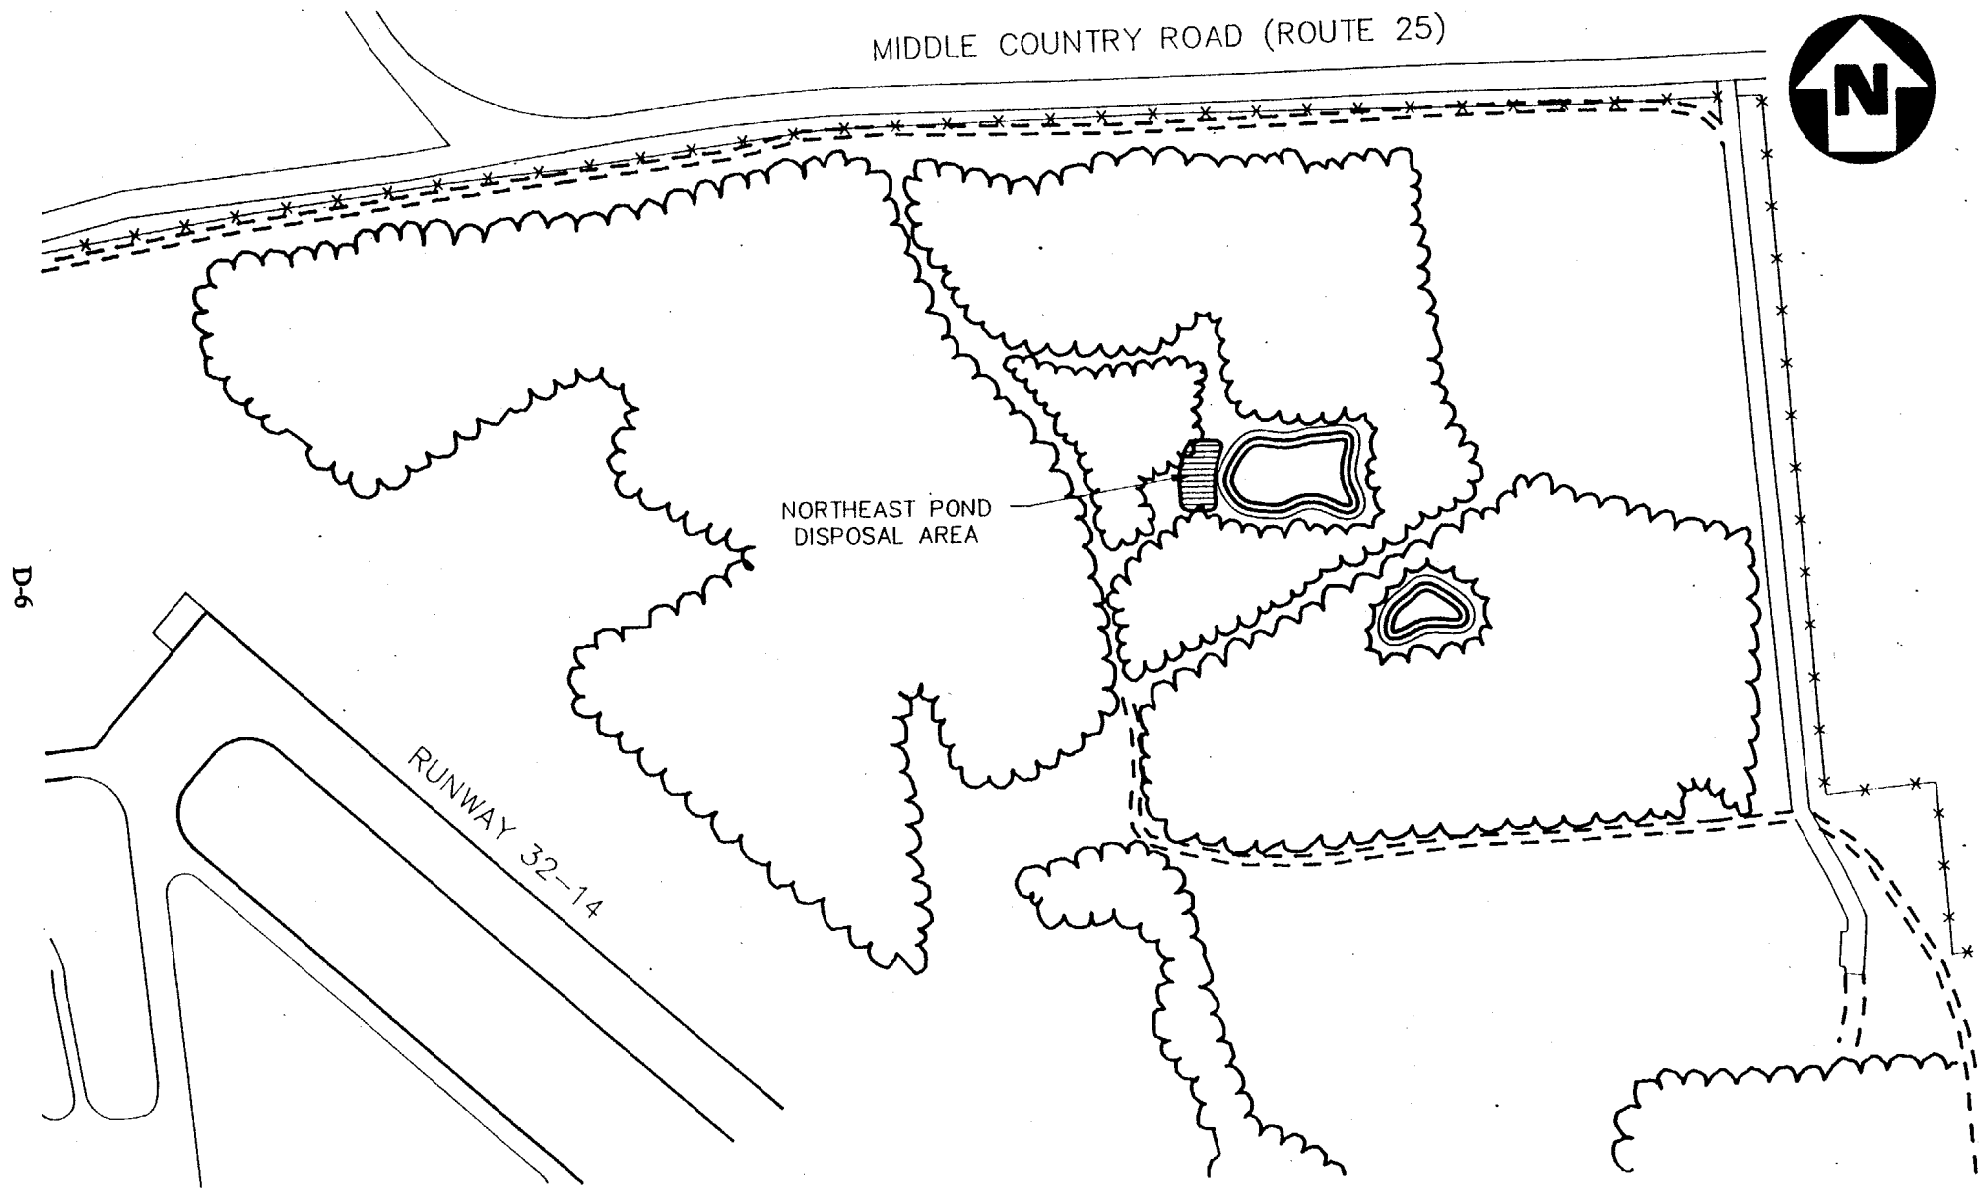 MIDDLE COUNTRY ROAD (ROUTE 25)
N
NORTHEAST POND
DISPOSAL AREA
D-6
RUNWAY 32-14